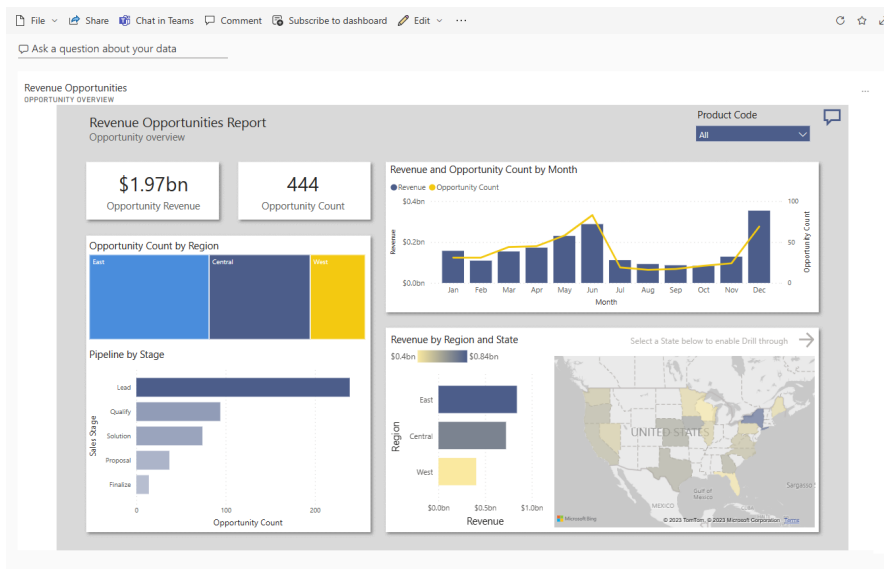 File Share Chat in Teams Comment Subscribe to dashboard Edit ...
Ask a question about your data
Revenue Opportunities
OPPORTUNITY OVERVIEW
...
Revenue Opportunities Report
Opportunity overview
Product Code
All
$1.97bn
Opportunity Revenue
444
Opportunity Count
Revenue and Opportunity Count by Month
Revenue Opportunity Count
$0.4bn
$0.2bn
$0.0bn
Revenue
100
50
0
Opportunity Count
Jan Feb Mar Apr May Jun Jul Aug Sep Oct Nov Dec
Month
Opportunity Count by Region
East Central West
Pipeline by Stage
Sales Stage
Lead
Qualify
Solution
Proposal
Finalize
0 100 200
Opportunity Count
Revenue by Region and State
Select a State below to enable Drill through
$0.4bn $0.84bn
Region
East
Central
West
$0.0bn $0.5bn $1.0bn
Revenue
UNITED STATES
Gulf of
Mexico
MEXICO
Sargasso
Microsoft Bing
© 2023 TomTom, © 2023 Microsoft Corporation Terms